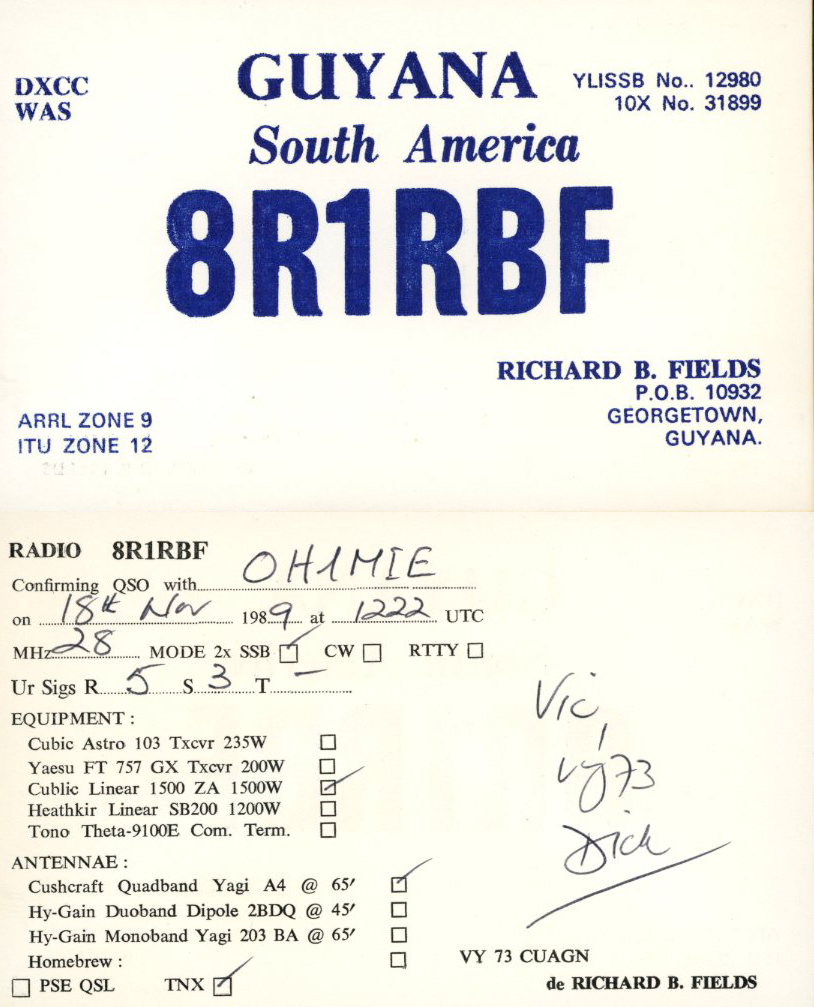 GUYANA
DXCC
WAS
YLISSB No.. 12980
10X No. 31899
South America
8R1RBF
RICHARD B. FIELDS
P.O.B. 10932
GEORGETOWN,
GUYANA.
ARRL ZONE 9
ITU ZONE 12
RADIO 8R1RBF
Confirming QSO with OH1MIE
on 18th Nov 1989 at 1222 UTC
MHz 28 MODE 2x SSB ☑ CW ☐ RTTY ☐
Ur Sigs R 5 S 3 T -
EQUIPMENT :
Cubic Astro 103 Txcvr 235W ☐
Yaesu FT 757 GX Txcvr 200W ☐
Cublic Linear 1500 ZA 1500W ☑
Heathkir Linear SB200 1200W ☐
Tono Theta-9100E Com. Term. ☐
ANTENNAE :
Cushcraft Quadband Yagi A4 @ 65′ ☑
Hy-Gain Duoband Dipole 2BDQ @ 45′ ☐
Hy-Gain Monoband Yagi 203 BA @ 65′ ☐
Homebrew : ☐
☐ PSE QSL TNX ☑
Vic,
vy 73
Dick
VY 73 CUAGN
de RICHARD B. FIELDS